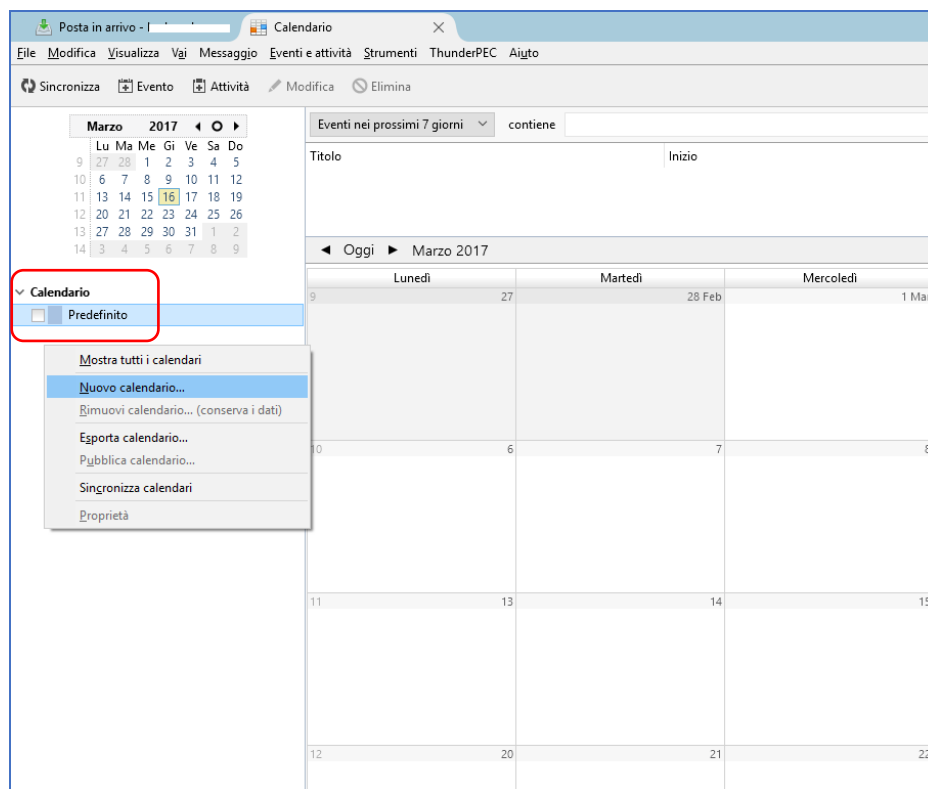 Posta in arrivo - Calendario
File Modifica Visualizza Vai Messaggio Eventi e attività Strumenti ThunderPEC Aiuto
Sincronizza Evento Attività Modifica Elimina
Marzo 2017
Lu Ma Me Gi Ve Sa Do
9 27 28 1 2 3 4 5
10 6 7 8 9 10 11 12
11 13 14 15 16 17 18 19
12 20 21 22 23 24 25 26
13 27 28 29 30 31 1 2
14 3 4 5 6 7 8 9
Calendario
Predefinito
Mostra tutti i calendari
Nuovo calendario...
Rimuovi calendario... (conserva i dati)
Esporta calendario...
Pubblica calendario...
Sincronizza calendari
Proprietà
Eventi nei prossimi 7 giorni contiene
Titolo Inizio
Oggi Marzo 2017
Lunedì Martedì Mercoledì
9 27 28 Feb 1 Mar
10 6 7 8
11 13 14 15
12 20 21 22